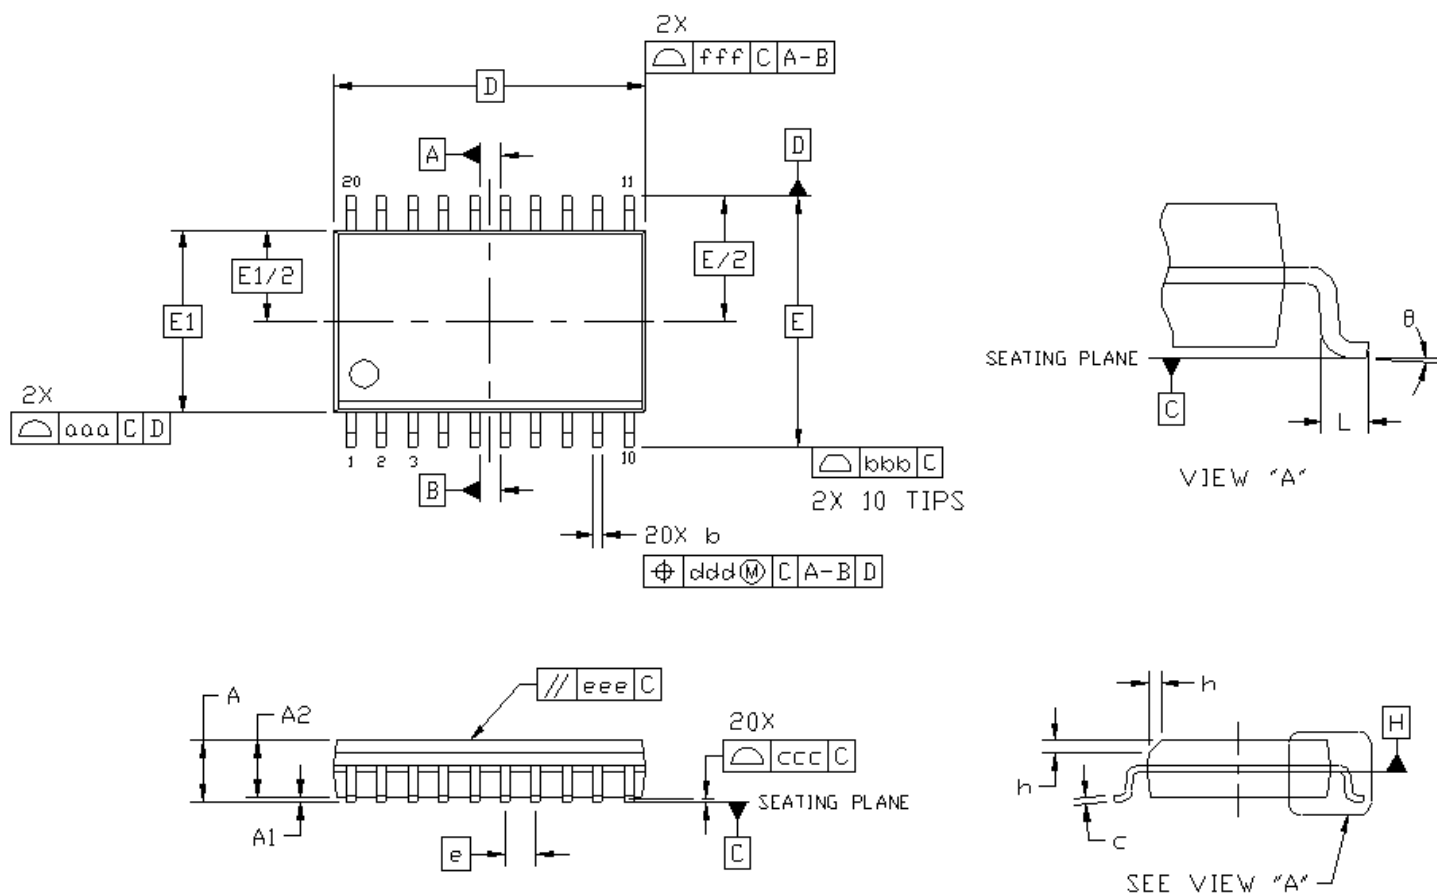 2X
fff C A-B
D
A
D
20
11
E1/2
E/2
E1
E
θ
SEATING PLANE
C
L
VIEW "A"
2X
aaa C D
1 2 3
10
B
bbb C
2X 10 TIPS
20X b
ddd Ⓜ C A-B D
// eee C
A
A2
20X
ccc C
SEATING PLANE
A1
e
C
h
H
h
c
SEE VIEW "A"